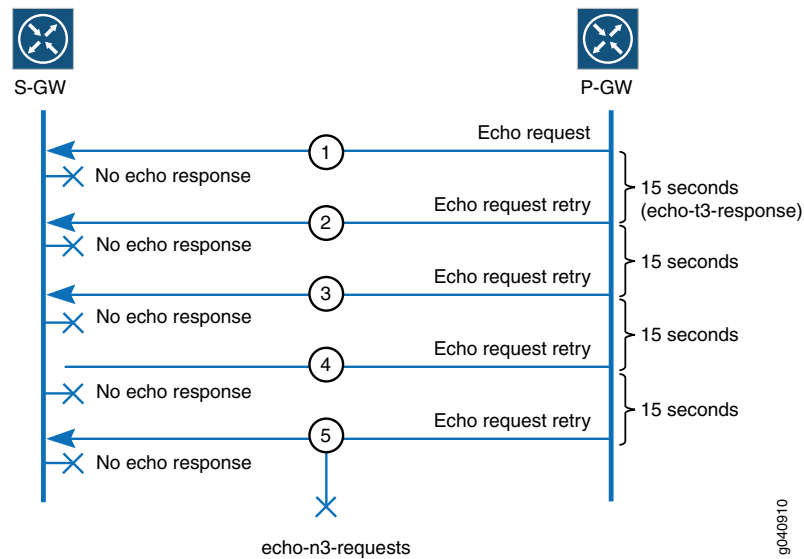 S-GW
P-GW
Echo request
1
No echo response
15 seconds
(echo-t3-response)
Echo request retry
2
No echo response
15 seconds
Echo request retry
3
No echo response
15 seconds
Echo request retry
4
No echo response
15 seconds
Echo request retry
5
No echo response
echo-n3-requests
g040910